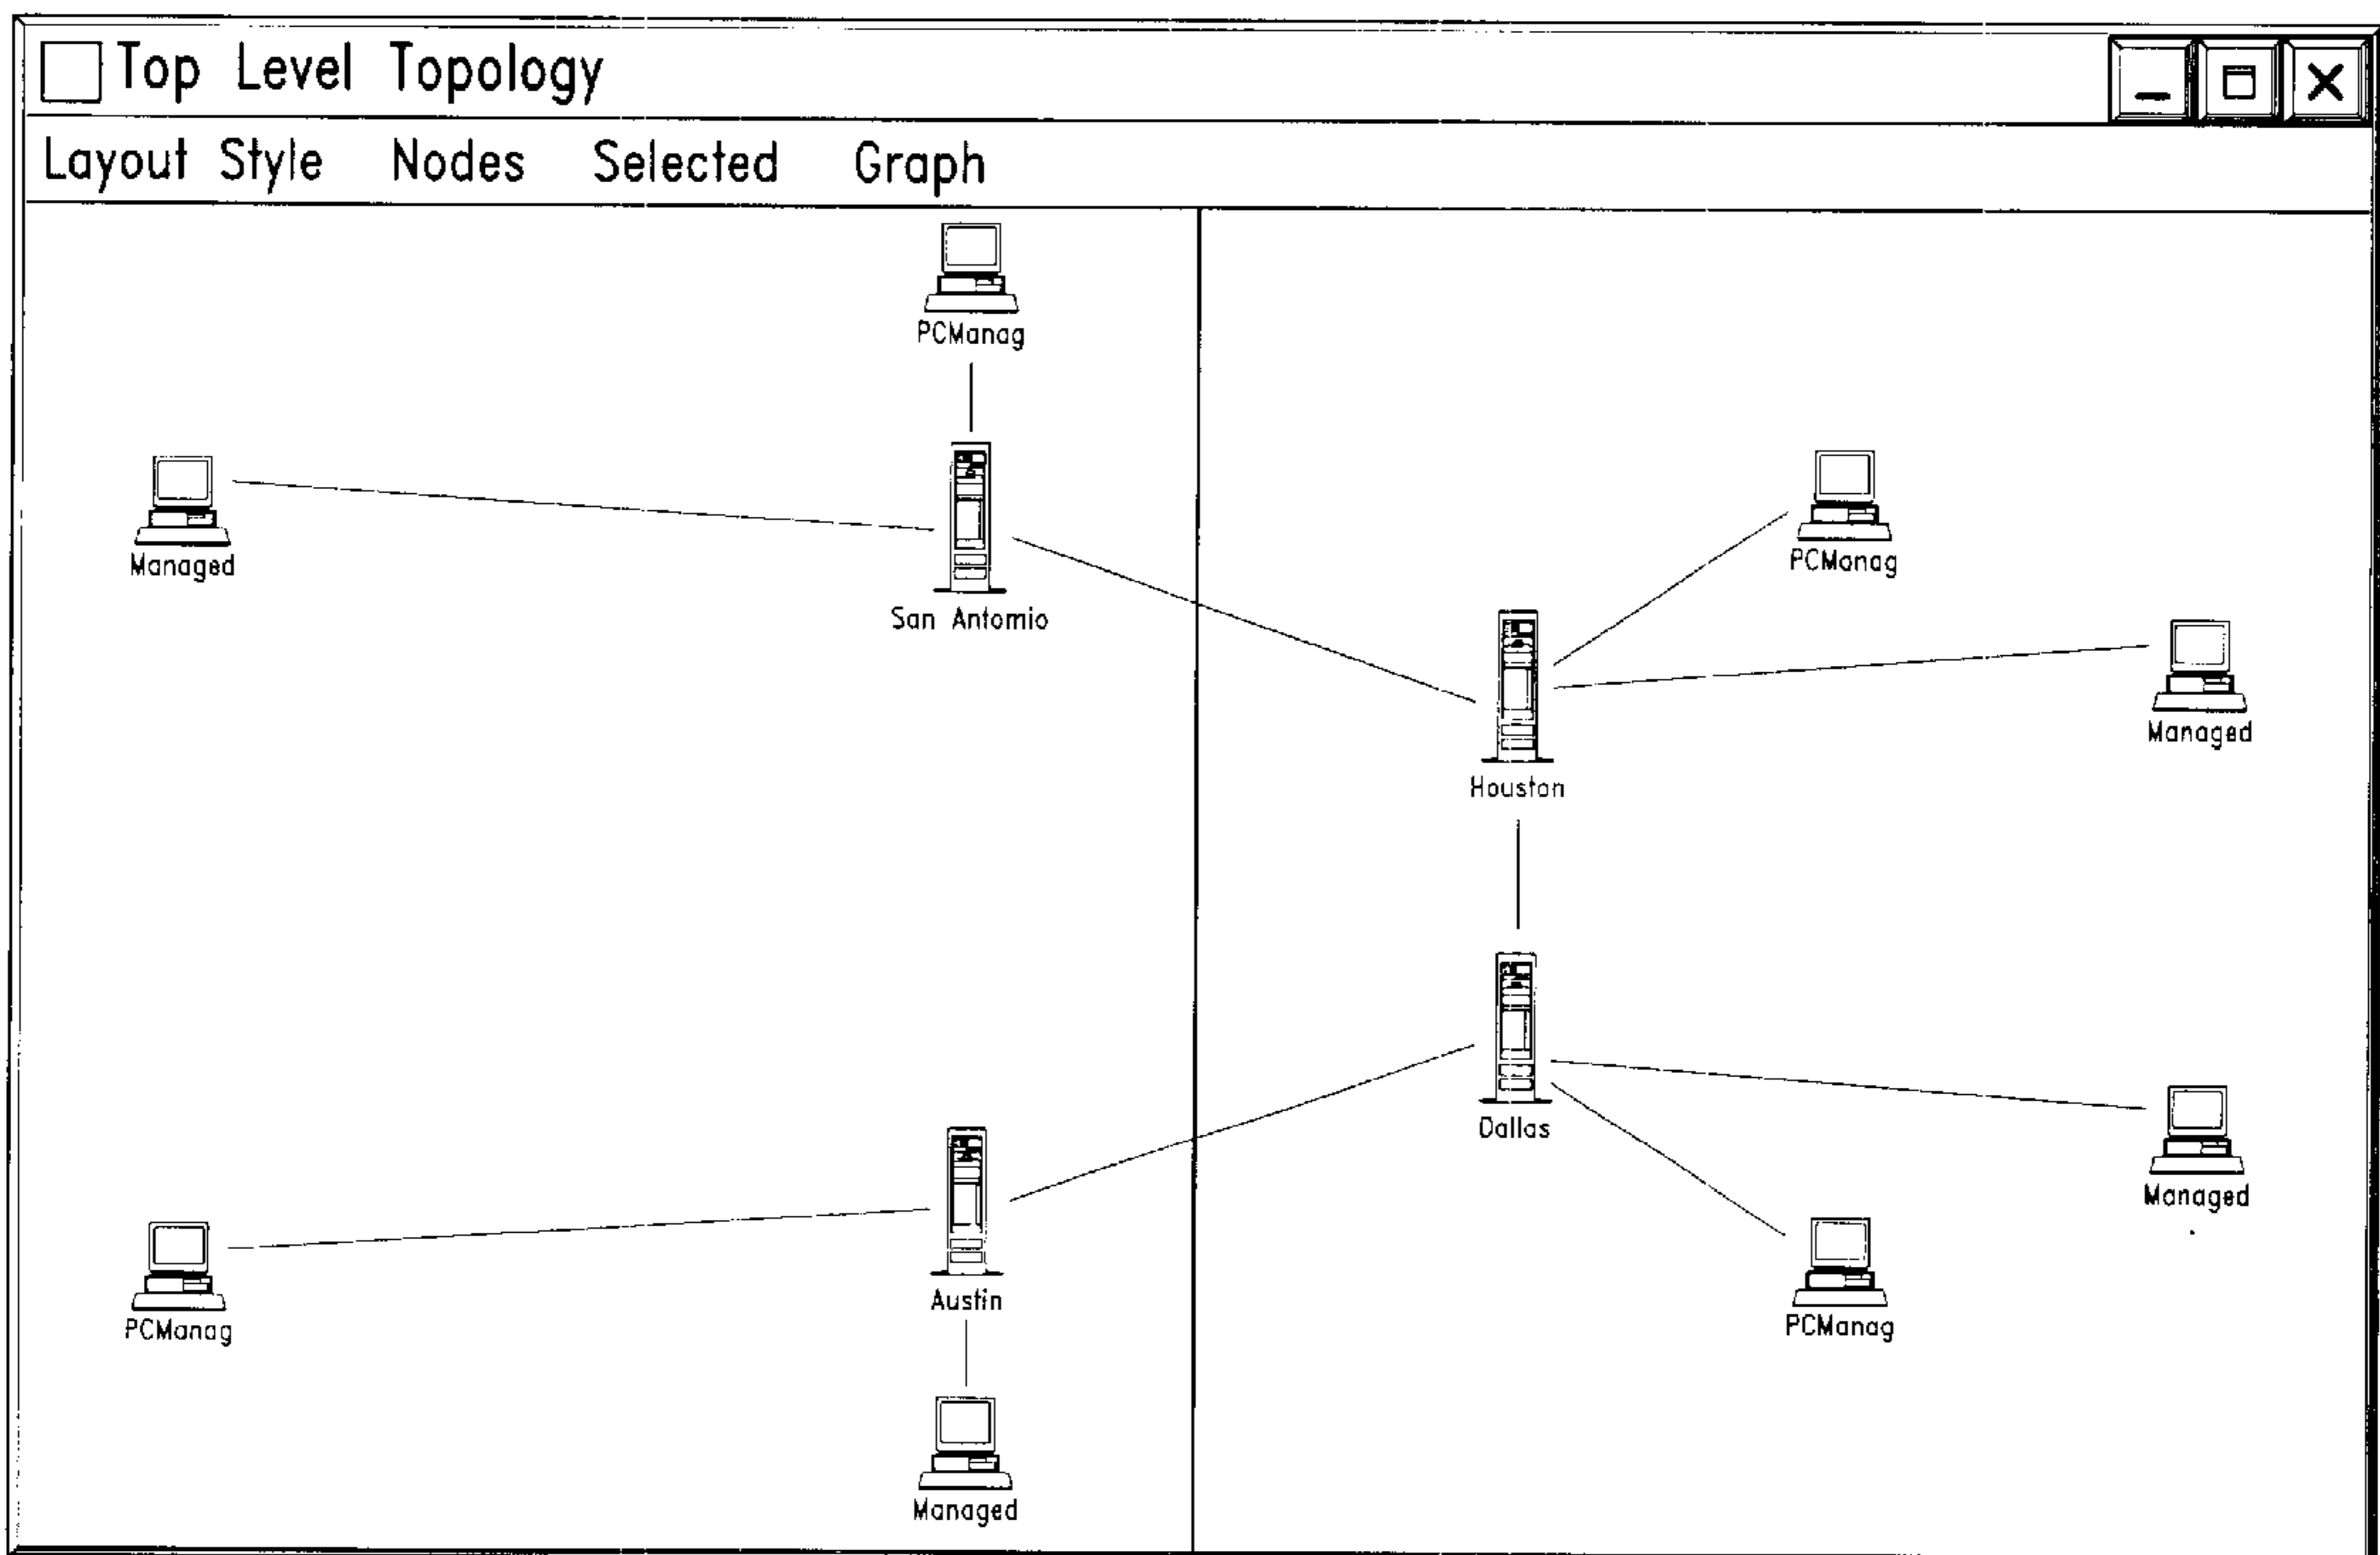 Top Level Topology
Layout Style Nodes Selected Graph
PCManag
Managed
San Antomio
PCManag
Managed
Houston
Dallas
Managed
Austin
PCManag
PCManag
Managed